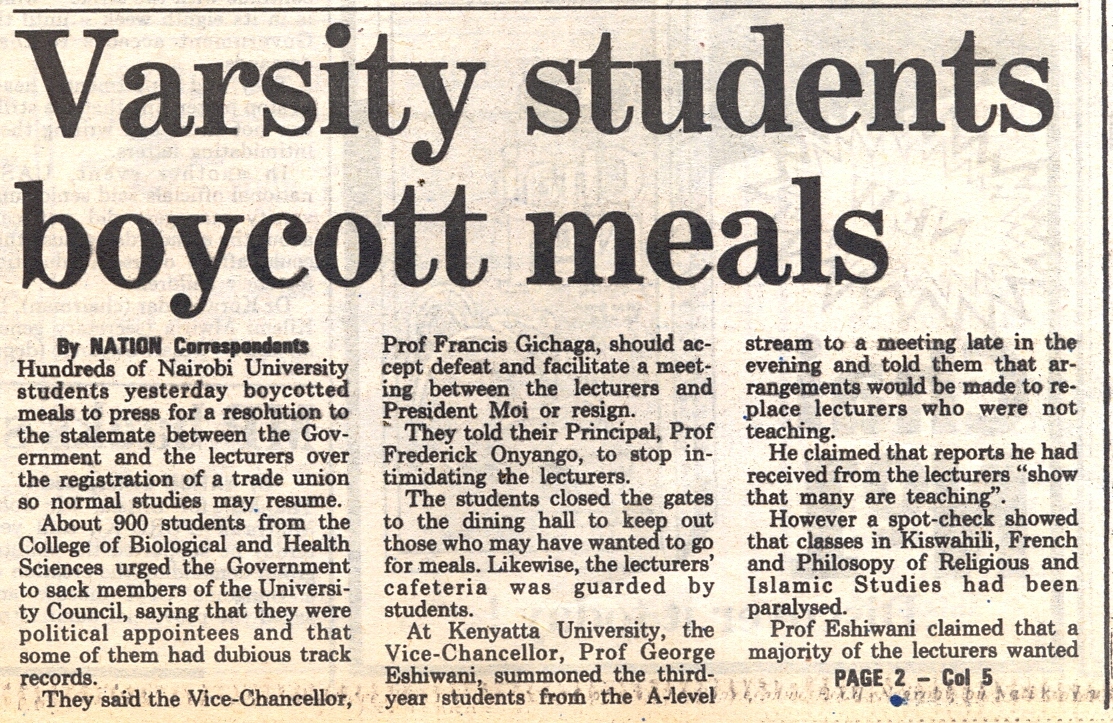 Varsity students
boycott meals
By NATION Correspondents
Hundreds of Nairobi University
students yesterday boycotted
meals to press for a resolution to
the stalemate between the Gov-
ernment and the lecturers over
the registration of a trade union
so normal studies may resume.
About 900 students from the
College of Biological and Health
Sciences urged the Government
to sack members of the Universi-
ty Council, saying that they were
political appointees and that
some of them had dubious track
records.
They said the Vice-Chancellor,
Prof Francis Gichaga, should ac-
cept defeat and facilitate a meet-
ing between the lecturers and
President Moi or resign.
They told their Principal, Prof
Frederick Onyango, to stop in-
timidating the lecturers.
The students closed the gates
to the dining hall to keep out
those who may have wanted to go
for meals. Likewise, the lecturers'
cafeteria was guarded by
students.
At Kenyatta University, the
Vice-Chancellor, Prof George
Eshiwani, summoned the third-
year students from the A-level
stream to a meeting late in the
evening and told them that ar-
rangements would be made to re-
place lecturers who were not
teaching.
He claimed that reports he had
received from the lecturers "show
that many are teaching".
However a spot-check showed
that classes in Kiswahili, French
and Philosopy of Religious and
Islamic Studies had been
paralysed.
Prof Eshiwani claimed that a
majority of the lecturers wanted
PAGE 2 – Col 5